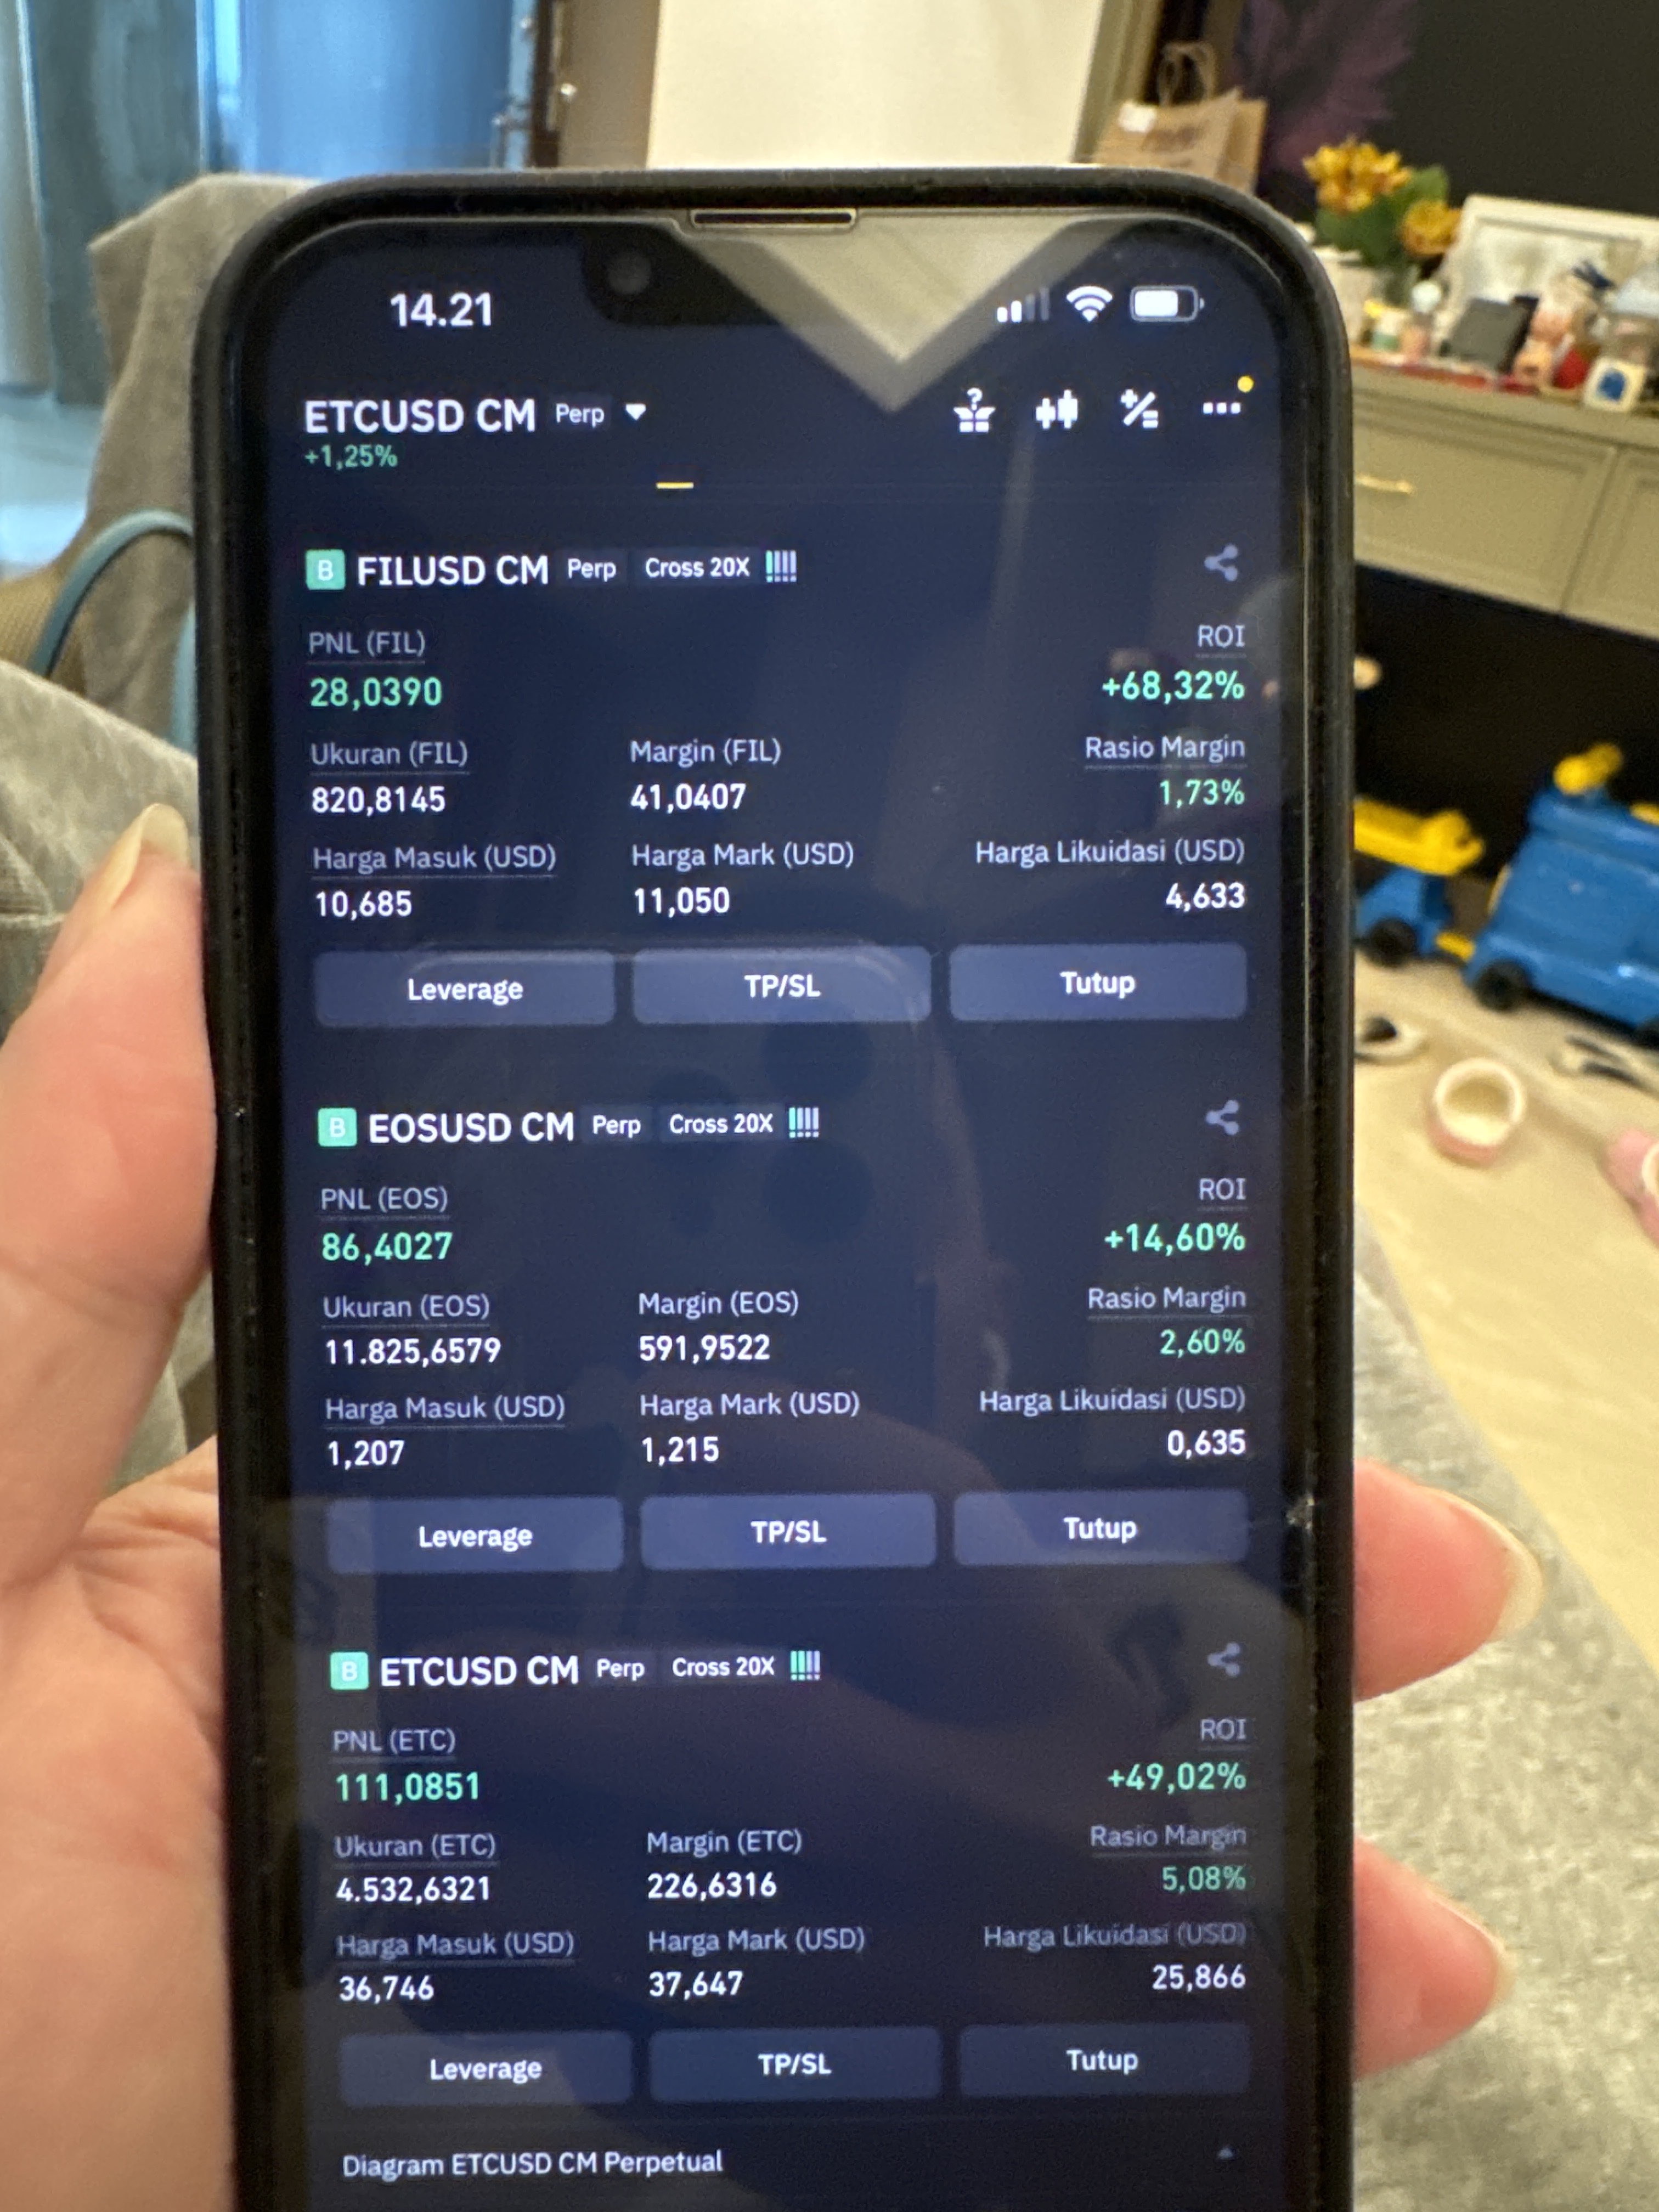 14.21
ETCUSD CM Perp
+1,25%
B FILUSD CM Perp Cross 20X
PNL (FIL) ROI
28,0390 +68,32%
Ukuran (FIL) Margin (FIL) Rasio Margin
820,8145 41,0407 1,73%
Harga Masuk (USD) Harga Mark (USD) Harga Likuidasi (USD)
10,685 11,050 4,633
Leverage TP/SL Tutup
B EOSUSD CM Perp Cross 20X
PNL (EOS) ROI
86,4027 +14,60%
Ukuran (EOS) Margin (EOS) Rasio Margin
11.825,6579 591,9522 2,60%
Harga Masuk (USD) Harga Mark (USD) Harga Likuidasi (USD)
1,207 1,215 0,635
Leverage TP/SL Tutup
B ETCUSD CM Perp Cross 20X
PNL (ETC) ROI
111,0851 +49,02%
Ukuran (ETC) Margin (ETC) Rasio Margin
4.532,6321 226,6316 5,08%
Harga Masuk (USD) Harga Mark (USD) Harga Likuidasi (USD)
36,746 37,647 25,866
Leverage TP/SL Tutup
Diagram ETCUSD CM Perpetual